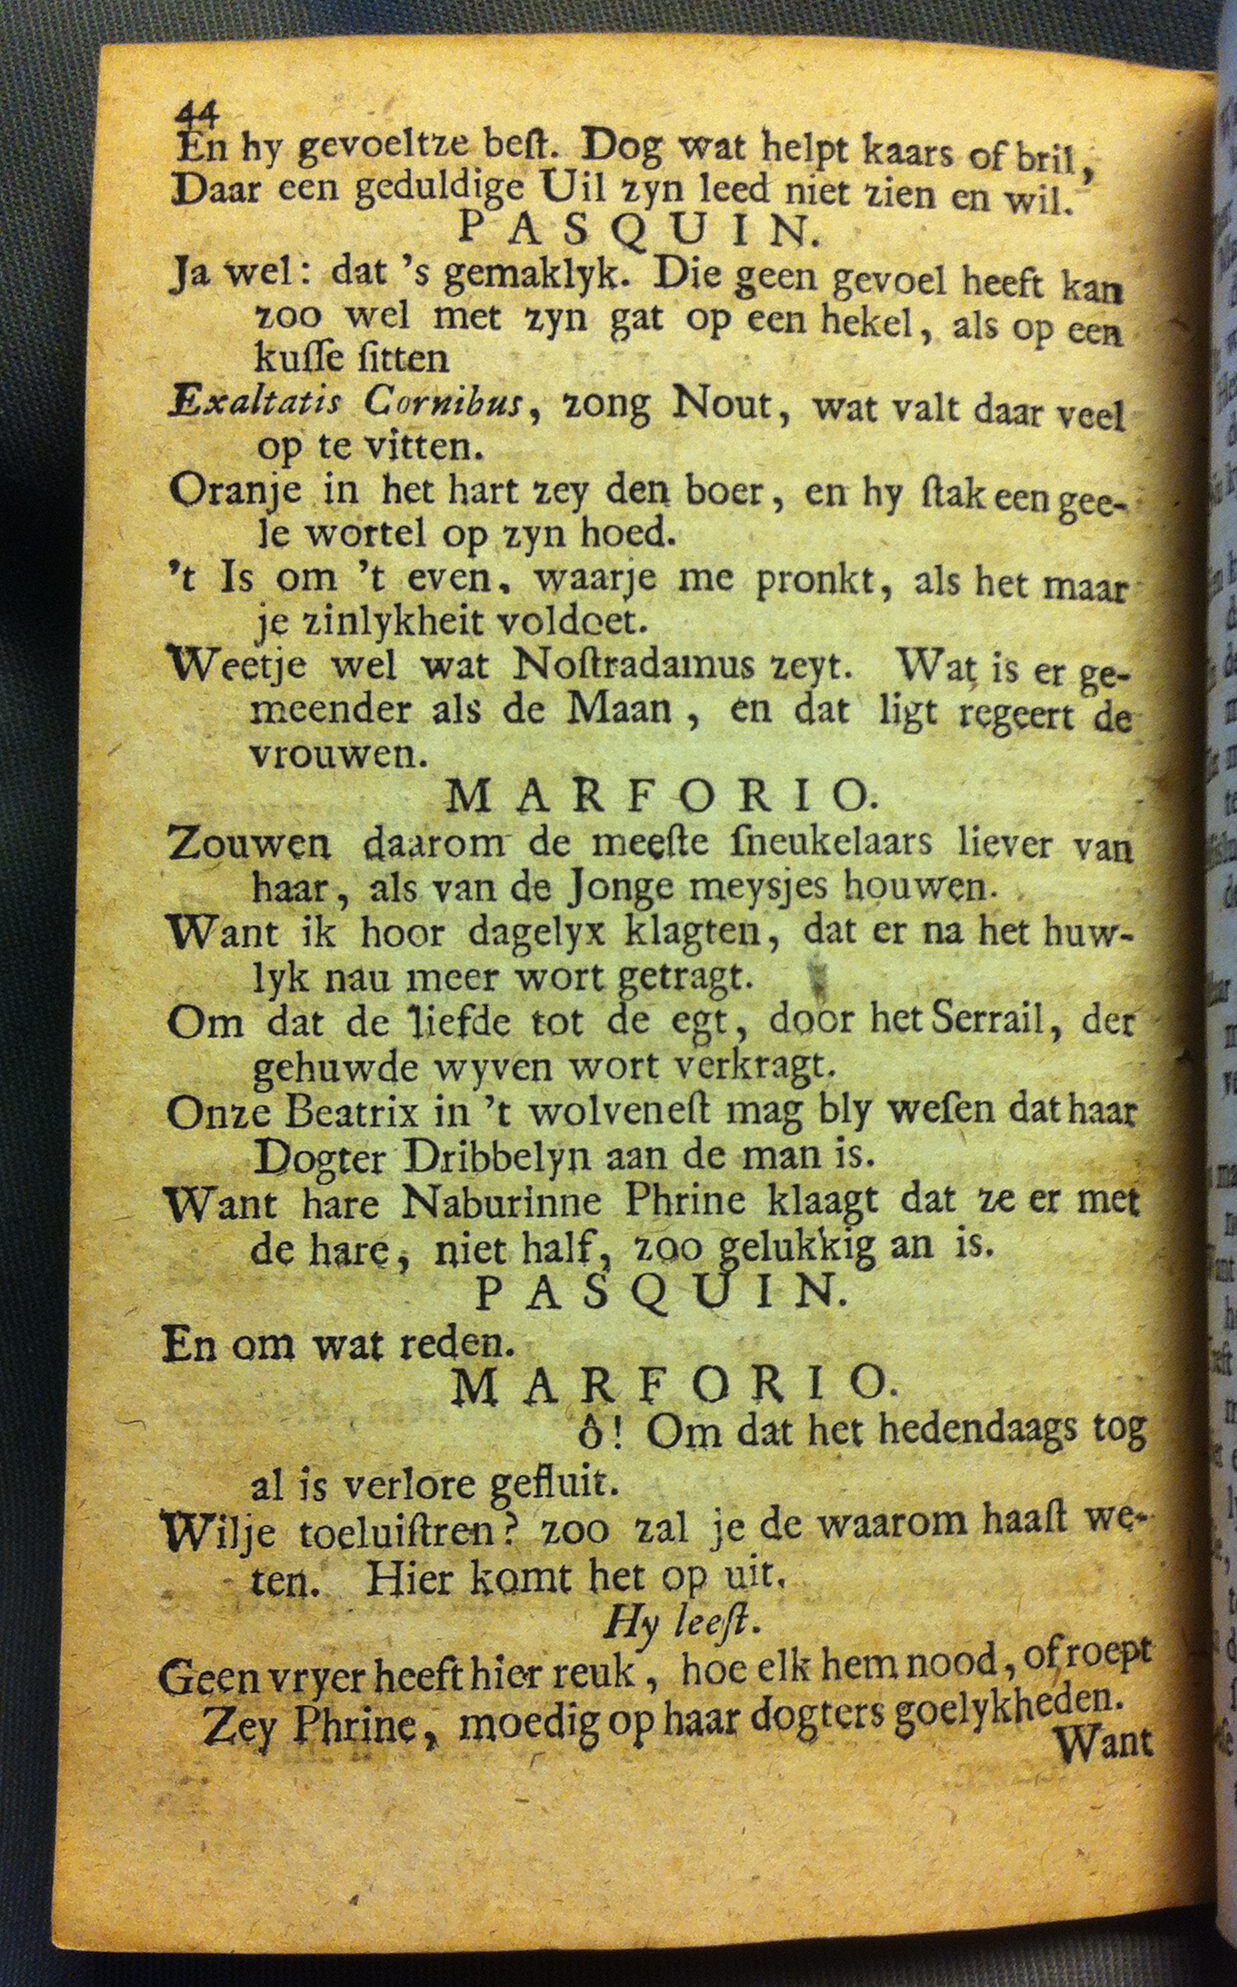 44
En hy gevoeltze beſt. Dog wat helpt kaars of bril,
Daar een geduldige Uil zyn leed niet zien en wil.
PASQUIN.
Ja wel: dat 's gemaklyk. Die geen gevoel heeft kan
zoo wel met zyn gat op een hekel, als op een
kuſſe ſitten
Exaltatis Cornibus, zong Nout, wat valt daar veel
op te vitten.
Oranje in het hart zey den boer, en hy ſtak een gee-
le wortel op zyn hoed.
't Is om 't even, waarje me pronkt, als het maar
je zinlykheit voldoet.
Weetje wel wat Noſtradamus zeyt. Wat is er ge-
meender als de Maan, en dat ligt regeert de
vrouwen.
MARFORIO.
Zouwen daarom de meeſte ſneukelaars liever van
haar, als van de Jonge meysjes houwen.
Want ik hoor dagelyx klagten, dat er na het huw-
lyk nau meer wort getragt.
Om dat de liefde tot de egt, door het Serrail, der
gehuwde wyven wort verkragt.
Onze Beatrix in 't wolveneſt mag bly weſen dat haar
Dogter Dribbelyn aan de man is.
Want hare Naburinne Phrine klaagt dat ze er met
de hare, niet half, zoo gelukkig an is.
PASQUIN.
En om wat reden.
MARFORIO.
ô! Om dat het hedendaags tog
al is verlore gefluit.
Wilje toeluiſtren? zoo zal je de waarom haaſt we-
ten. Hier komt het op uit.
Hy leeſt.
Geen vryer heeft hier reuk, hoe elk hem nood, of roept
Zey Phrine, moedig op haar dogters goelykheden.
Want